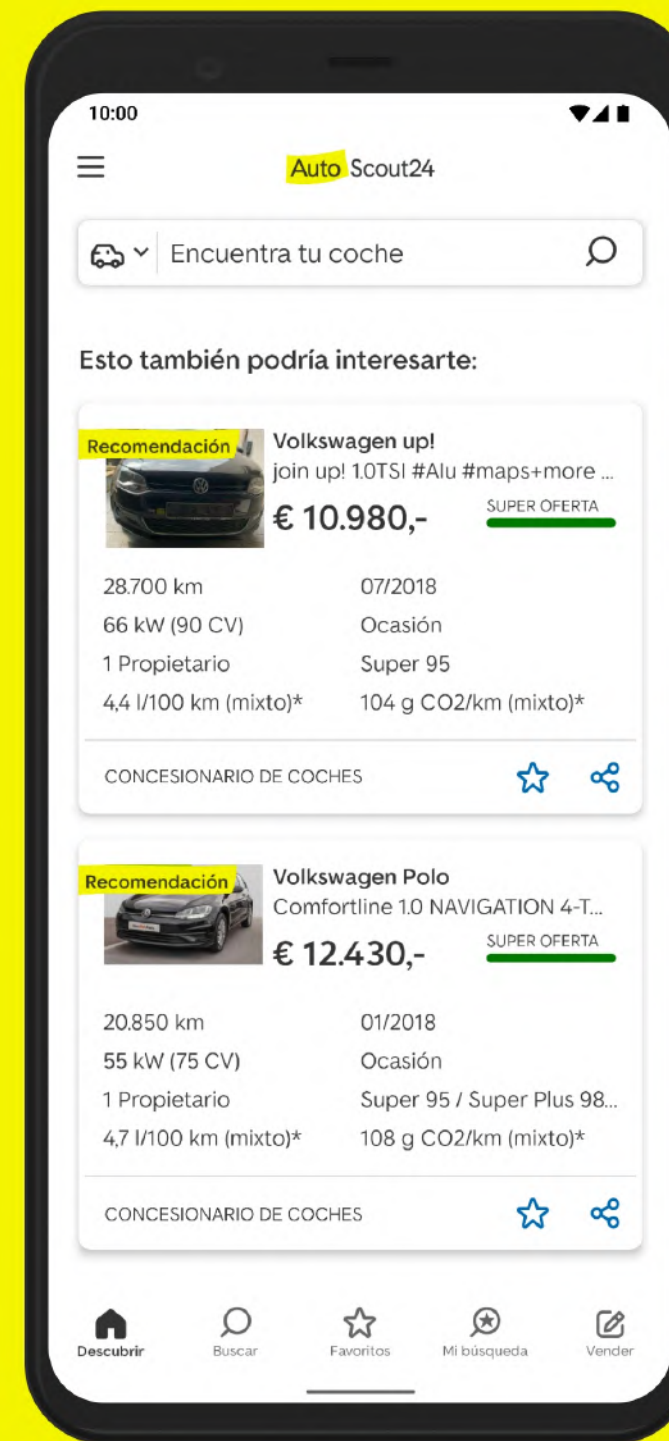 10:00
Auto Scout24
Encuentra tu coche
Esto también podría interesarte:
Recomendación
Volkswagen up!
join up! 1.0TSI #Alu #maps+more ...
€ 10.980,-
SUPER OFERTA
28.700 km
07/2018
66 kW (90 CV)
Ocasión
1 Propietario
Super 95
4,4 l/100 km (mixto)*
104 g CO2/km (mixto)*
CONCESIONARIO DE COCHES
Recomendación
Volkswagen Polo
Comfortline 1.0 NAVIGATION 4-T...
€ 12.430,-
SUPER OFERTA
20.850 km
01/2018
55 kW (75 CV)
Ocasión
1 Propietario
Super 95 / Super Plus 98...
4,7 l/100 km (mixto)*
108 g CO2/km (mixto)*
CONCESIONARIO DE COCHES
Descubrir
Buscar
Favoritos
Mi búsqueda
Vender